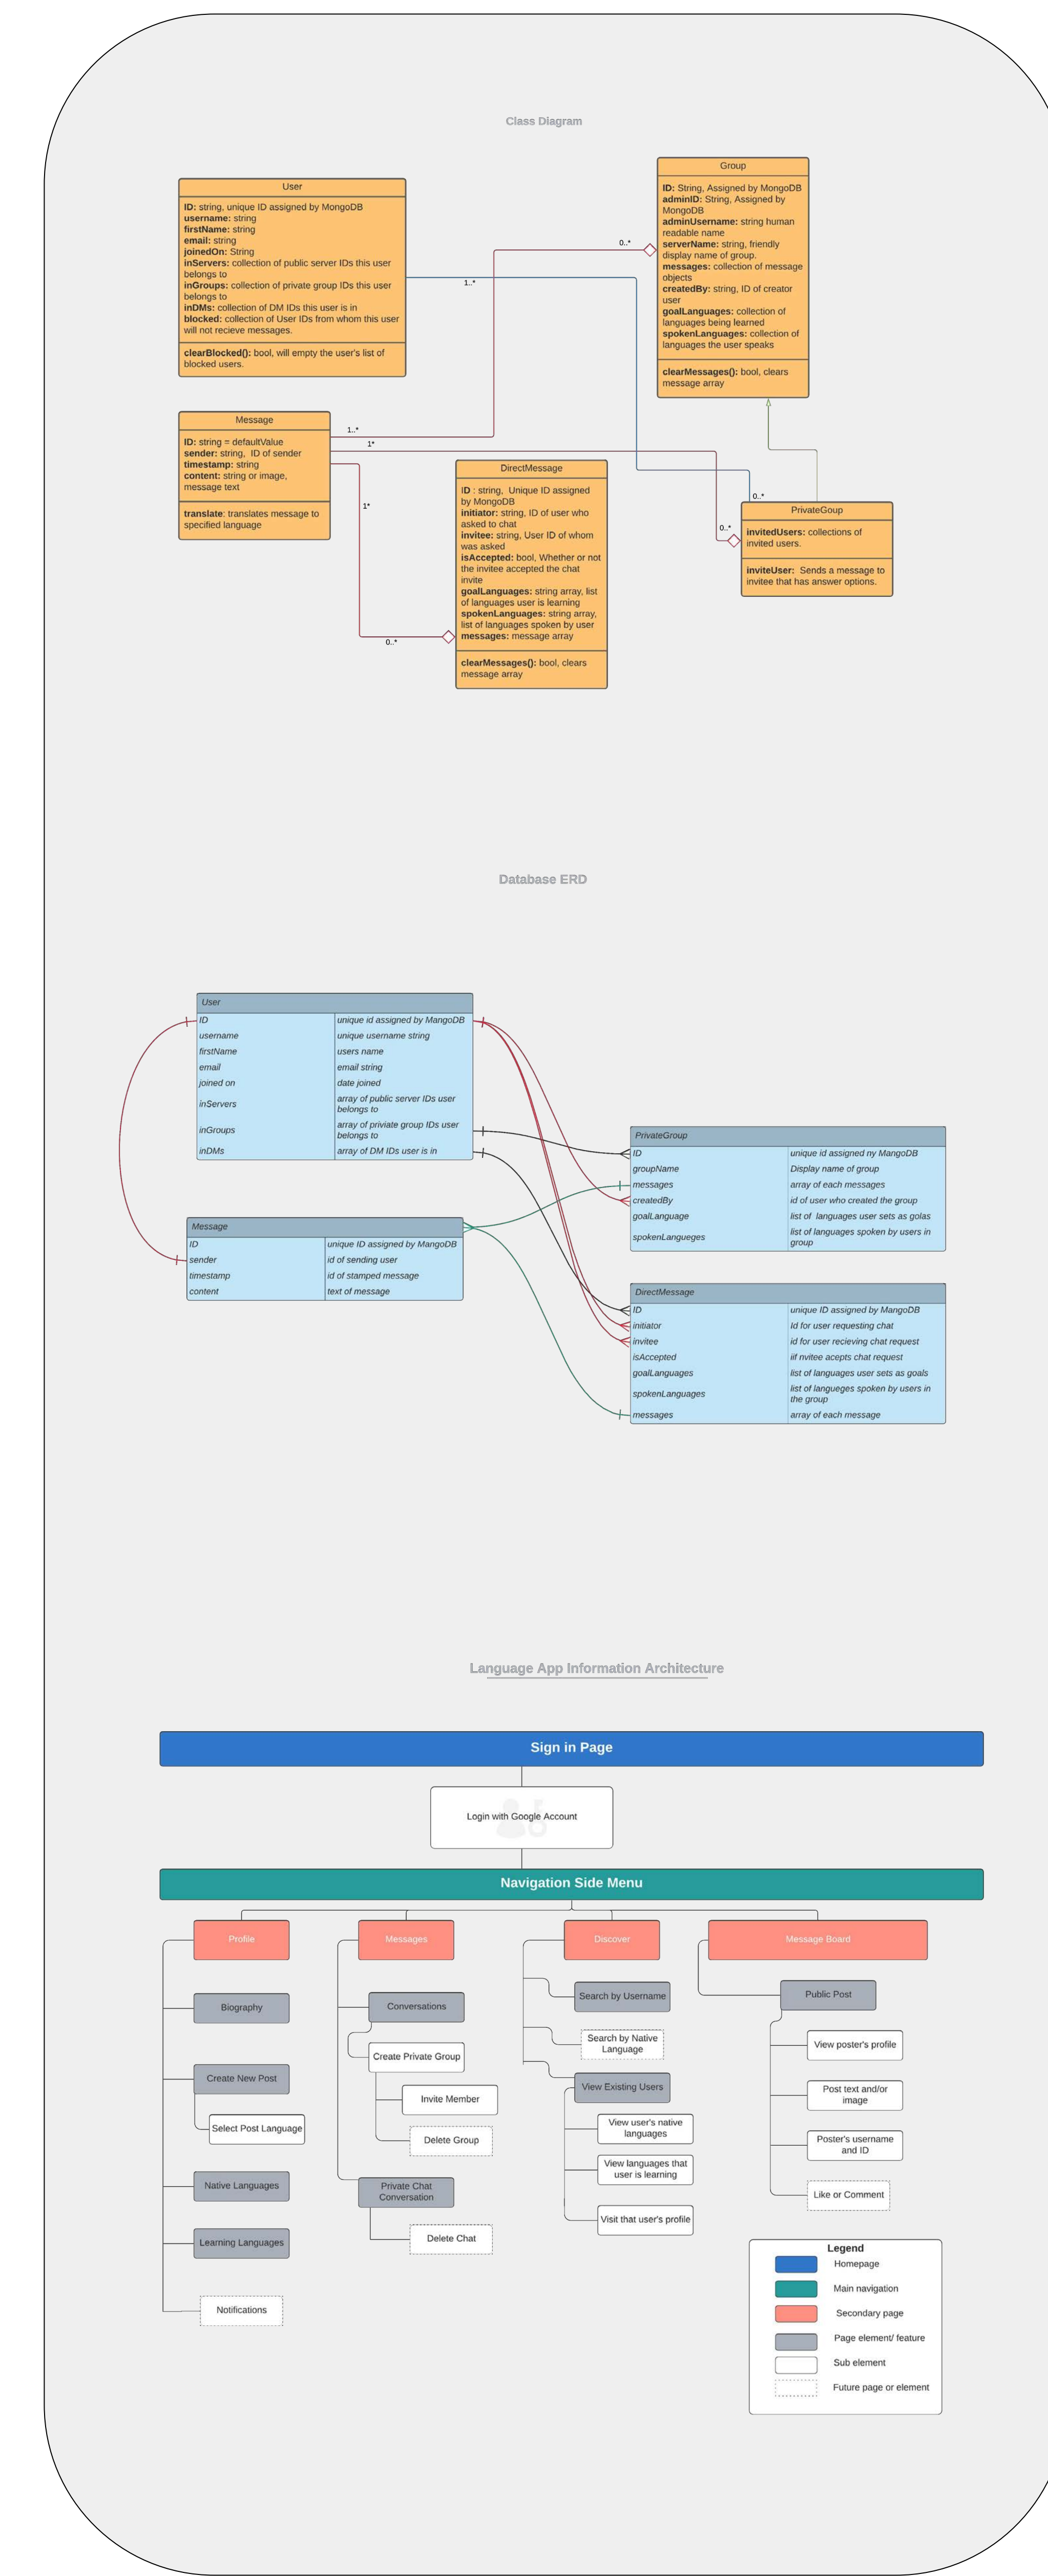 Class Diagram
User
ID: string, unique ID assigned by MongoDB
username: string
firstName: string
email: string
joinedOn: String
inServers: collection of public server IDs this user
belongs to
inGroups: collection of private group IDs this user
belongs to
inDMs: collection of DM IDs this user is in
blocked: collection of User IDs from whom this user
will not recieve messages.
clearBlocked(): bool, will empty the user's list of
blocked users.
Group
ID: String, Assigned by MongoDB
adminID: String, Assigned by
MongoDB
adminUsername: string human
readable name
serverName: string, friendly
display name of group.
messages: collection of message
objects
createdBy: string, ID of creator
user
goalLanguages: collection of
languages being learned
spokenLanguages: collection of
languages the user speaks
clearMessages(): bool, clears
message array
0..*
1..*
Message
ID: string = defaultValue
sender: string, ID of sender
timestamp: string
content: string or image,
message text
translate: translates message to
specified language
1..*
1*
1*
0..*
DirectMessage
ID : string, Unique ID assigned
by MongoDB
initiator: string, ID of user who
asked to chat
invitee: string, User ID of whom
was asked
isAccepted: bool, Whether or not
the invitee accepted the chat
invite
goalLanguages: string array, list
of languages user is learning
spokenLanguages: string array,
list of languages spoken by user
messages: message array
clearMessages(): bool, clears
message array
0..*
0..*
PrivateGoup
invitedUsers: collections of
invited users.
inviteUser: Sends a message to
invitee that has answer options.
Database ERD
User
ID unique id assigned by MangoDB
username unique username string
firstName users name
email email string
joined on date joined
inServers array of public server IDs user
belongs to
inGroups array of priviate group IDs user
belongs to
inDMs array of DM IDs user is in
Message
ID unique ID assigned by MangoDB
sender id of sending user
timestamp id of stamped message
content text of message
PrivateGroup
ID unique id assigned ny MangoDB
groupName Display name of group
messages array of each messages
createdBy id of user who created the group
goalLanguage list of languages user sets as golas
spokenLangueges list of languages spoken by users in
group
DirectMessage
ID unique ID assigned by MangoDB
initiator Id for user requesting chat
invitee id for user recieving chat request
isAccepted iif nvitee acepts chat request
goalLanguages list of languages user sets as goals
spokenLanguages list of langueges spoken by users in
the group
messages array of each message
Language App Information Architecture
Sign in Page
Login with Google Account
Navigation Side Menu
Profile
Biography
Create New Post
Select Post Language
Native Languages
Learning Languages
Notifications
Messages
Conversations
Create Private Group
Invite Member
Delete Group
Private Chat
Conversation
Delete Chat
Discover
Search by Username
Search by Native
Language
View Existing Users
View user's native
languages
View languages that
user is learning
Visit that user's profile
Message Board
Public Post
View poster's profile
Post text and/or
image
Poster's username
and ID
Like or Comment
Legend
Homepage
Main navigation
Secondary page
Page element/ feature
Sub element
Future page or element